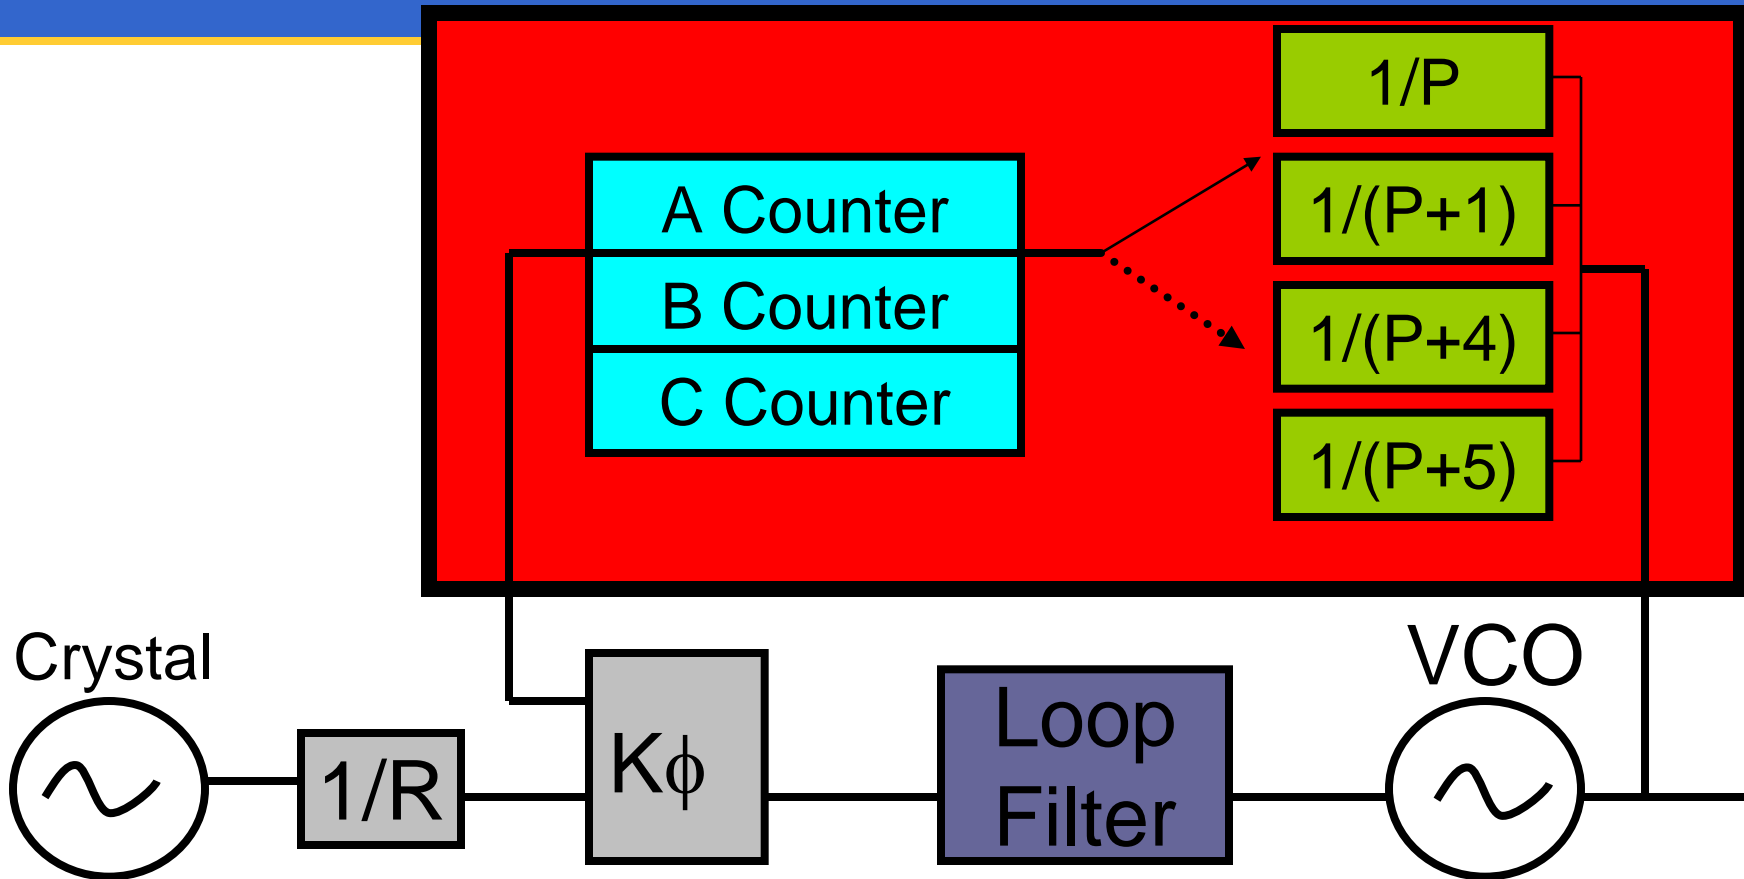 1/P
A Counter
1/(P+1)
B Counter
1/(P+4)
C Counter
1/(P+5)
Crystal
VCO
1/R
Kϕ
Loop
Filter